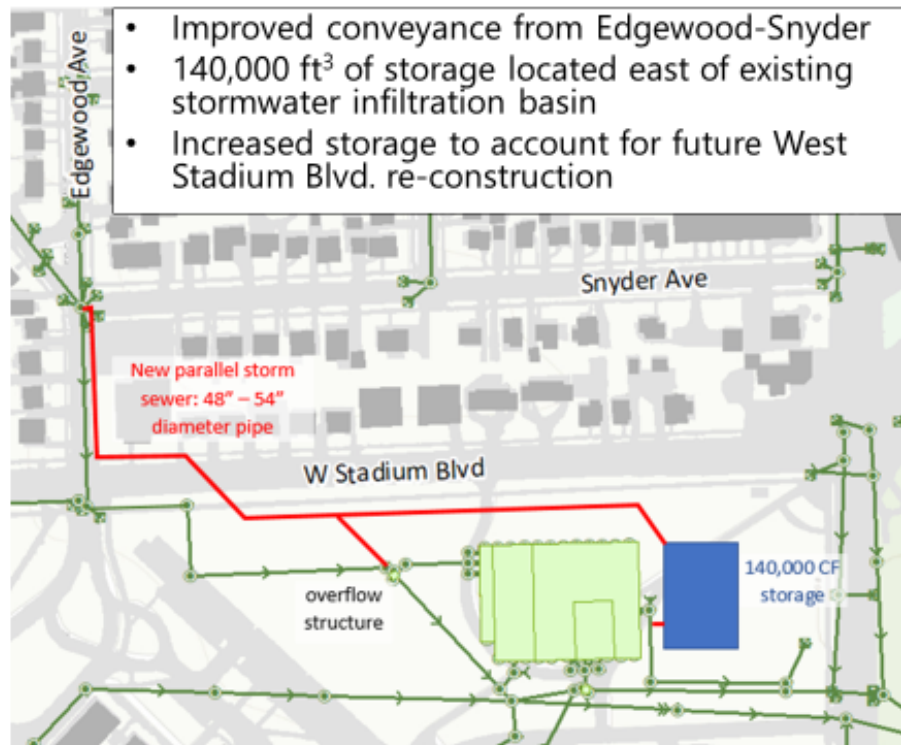 • Improved conveyance from Edgewood-Snyder
• 140,000 ft³ of storage located east of existing
stormwater infiltration basin
• Increased storage to account for future West
Stadium Blvd. re-construction
Edgewood Ave
Snyder Ave
New parallel storm
sewer: 48” – 54”
diameter pipe
W Stadium Blvd
140,000 CF
storage
overflow
structure